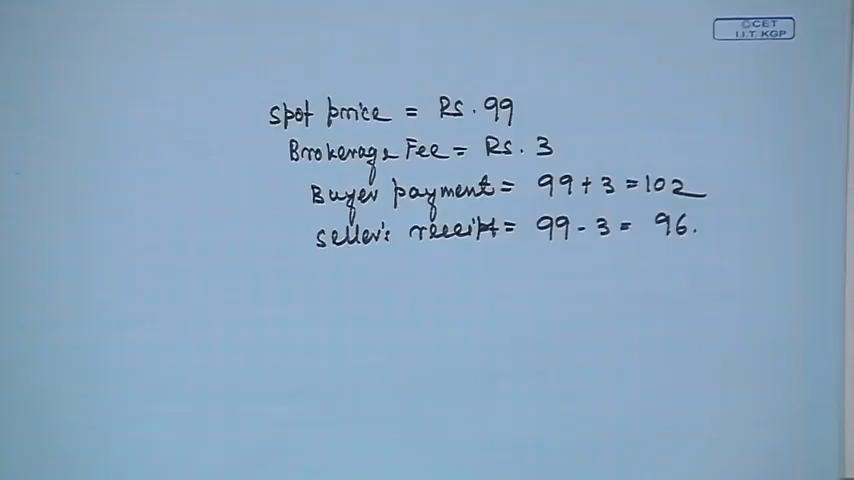 ©CET
I.I.T. KGP
spot price = Rs. 99
Brokerage Fee = Rs. 3
Buyer payment = 99 + 3 = 102
seller's receipt = 99 - 3 = 96.